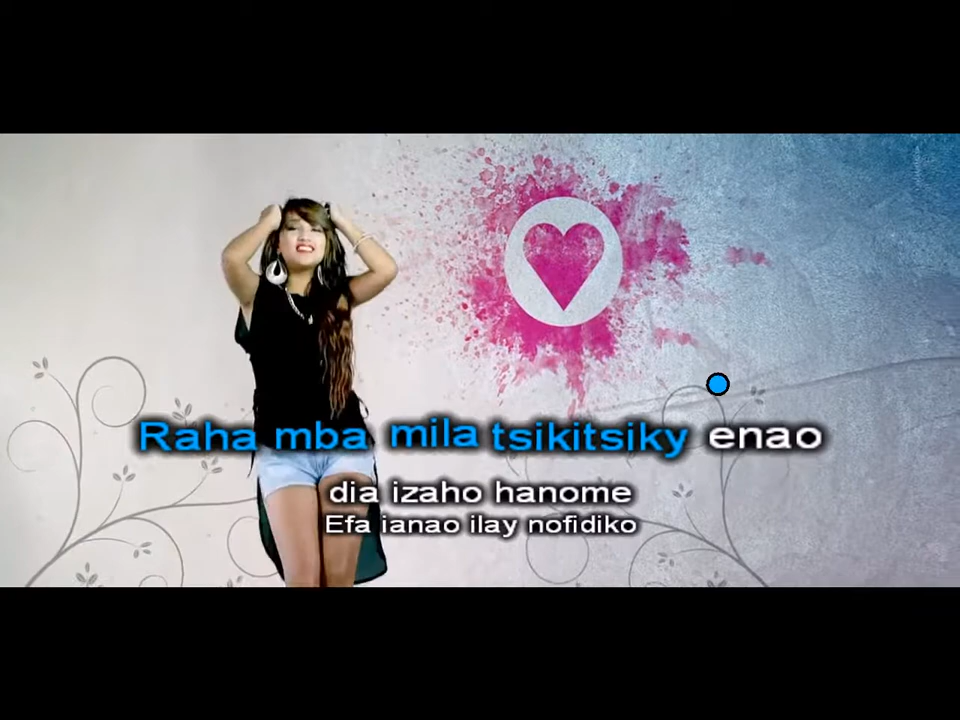 Raha mba mila tsikitsiky enao
dia izaho hanome
Efa ianao ilay nofidiko